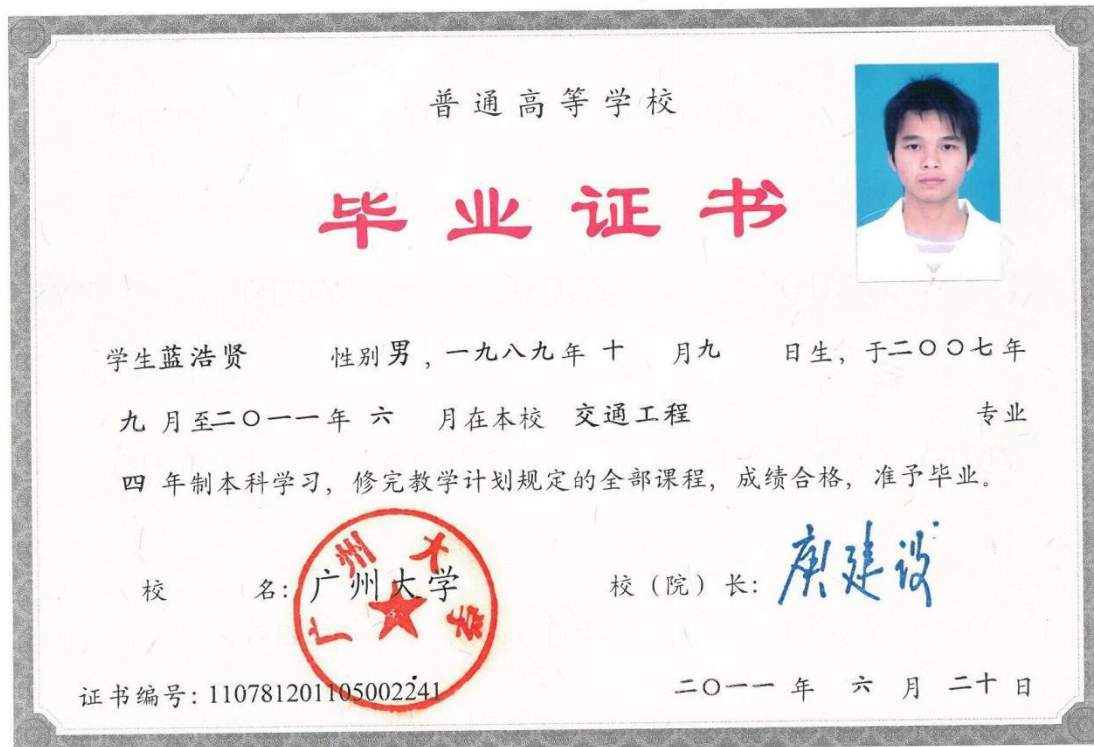 普通高等学校
毕业证书
学生蓝浩贤 性别男，一九八九年十月九日生，于二〇〇七年
九月至二〇一一年六月在本校 交通工程 专业
四年制本科学习，修完教学计划规定的全部课程，成绩合格，准予毕业。
校 名：广州大学
广州大学
校（院）长：庾建设
证书编号：110781201105002241
二〇一一年六月二十日